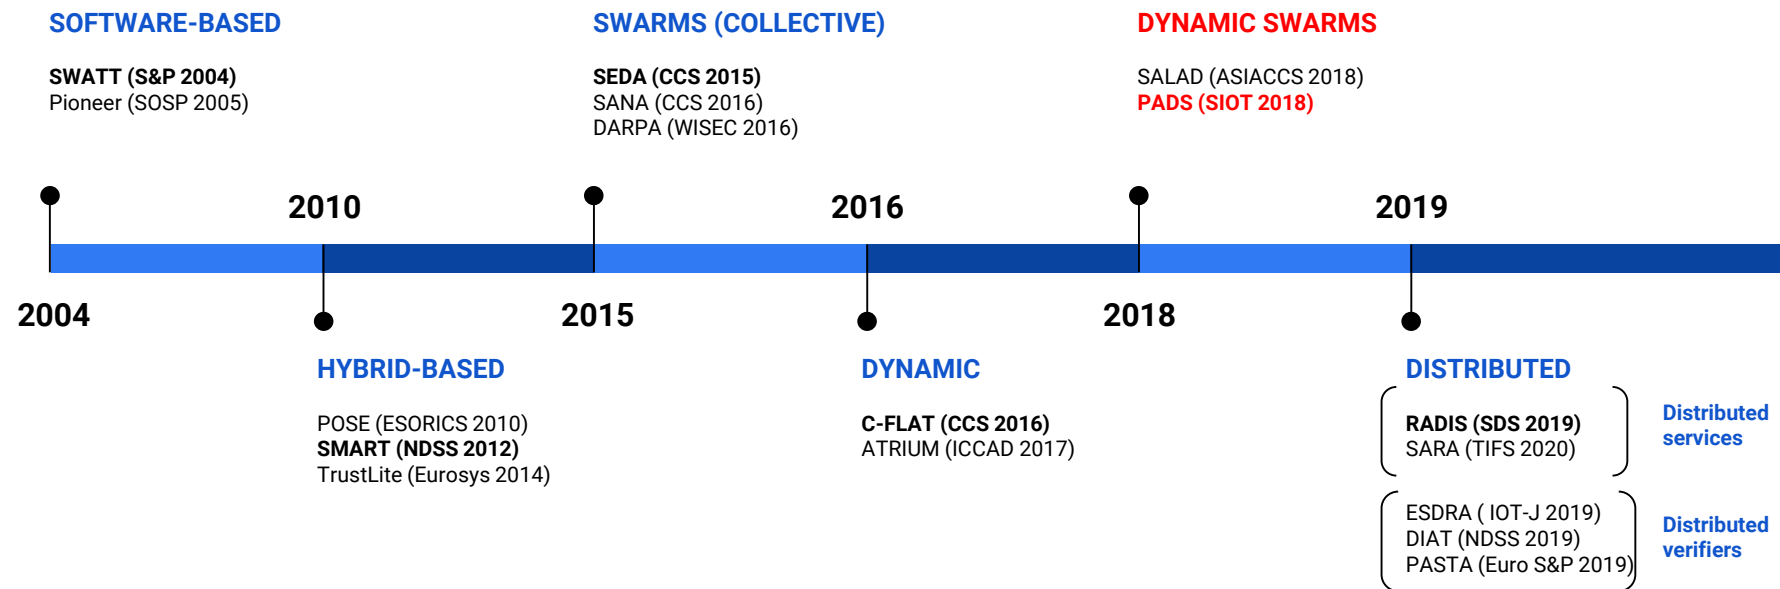 SOFTWARE-BASED
SWATT (S&P 2004)
Pioneer (SOSP 2005)
SWARMS (COLLECTIVE)
SEDA (CCS 2015)
SANA (CCS 2016)
DARPA (WISEC 2016)
DYNAMIC SWARMS
SALAD (ASIACCS 2018)
PADS (SIOT 2018)
2010
2016
2019
2004
2015
2018
HYBRID-BASED
POSE (ESORICS 2010)
SMART (NDSS 2012)
TrustLite (Eurosys 2014)
DYNAMIC
C-FLAT (CCS 2016)
ATRIUM (ICCAD 2017)
DISTRIBUTED
RADIS (SDS 2019)
SARA (TIFS 2020)
Distributed
services
ESDRA ( IOT-J 2019)
DIAT (NDSS 2019)
PASTA (Euro S&P 2019)
Distributed
verifiers